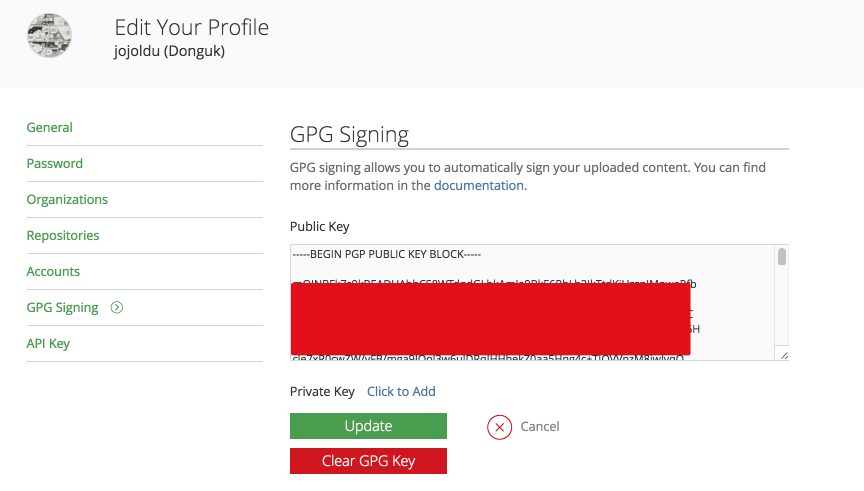 Edit Your Profile
jojoldu (Donguk)
General
Password
Organizations
Repositories
Accounts
GPG Signing
API Key
GPG Signing
GPG signing allows you to automatically sign your uploaded content. You can find
more information in the documentation.
Public Key
-----BEGIN PGP PUBLIC KEY BLOCK-----
Private Key Click to Add
Update
Cancel
Clear GPG Key